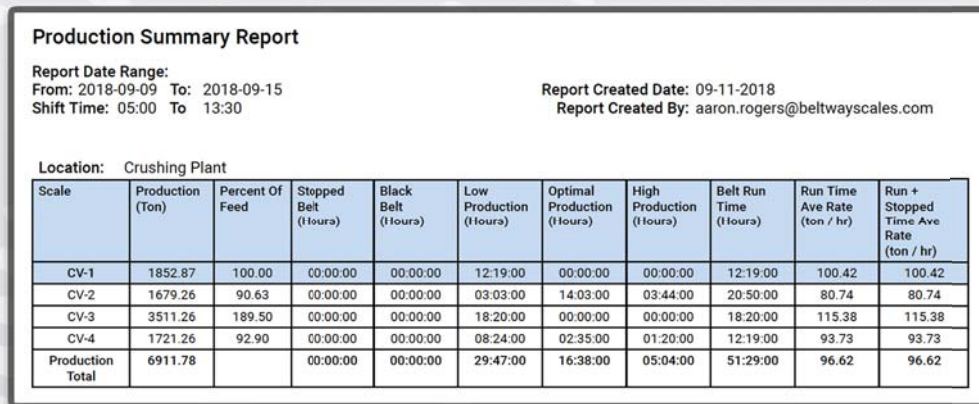 Production Summary Report
Report Date Range:
From: 2018-09-09 To: 2018-09-15
Shift Time: 05:00 To 13:30
Report Created Date: 09-11-2018
Report Created By: aaron.rogers@beltwayscales.com
Location: Crushing Plant
Scale Production (Ton) Percent Of Feed Stopped Belt (Houra) Black Belt (Houra) Low Production (Houra) Optimal Production (Houra) High Production (Houra) Belt Run Time (Houra) Run Time Ave Rate (ton / hr) Run + Stopped Time Ave Rate (ton / hr)
CV-1 1852.87 100.00 00:00:00 00:00:00 12:19:00 00:00:00 00:00:00 12:19:00 100.42 100.42
CV-2 1679.26 90.63 00:00:00 00:00:00 03:03:00 14:03:00 03:44:00 20:50:00 80.74 80.74
CV-3 3511.26 189.50 00:00:00 00:00:00 18:20:00 00:00:00 00:00:00 18:20:00 115.38 115.38
CV-4 1721.26 92.90 00:00:00 00:00:00 08:24:00 02:35:00 01:20:00 12:19:00 93.73 93.73
Production Total 6911.78 00:00:00 00:00:00 29:47:00 16:38:00 05:04:00 51:29:00 96.62 96.62